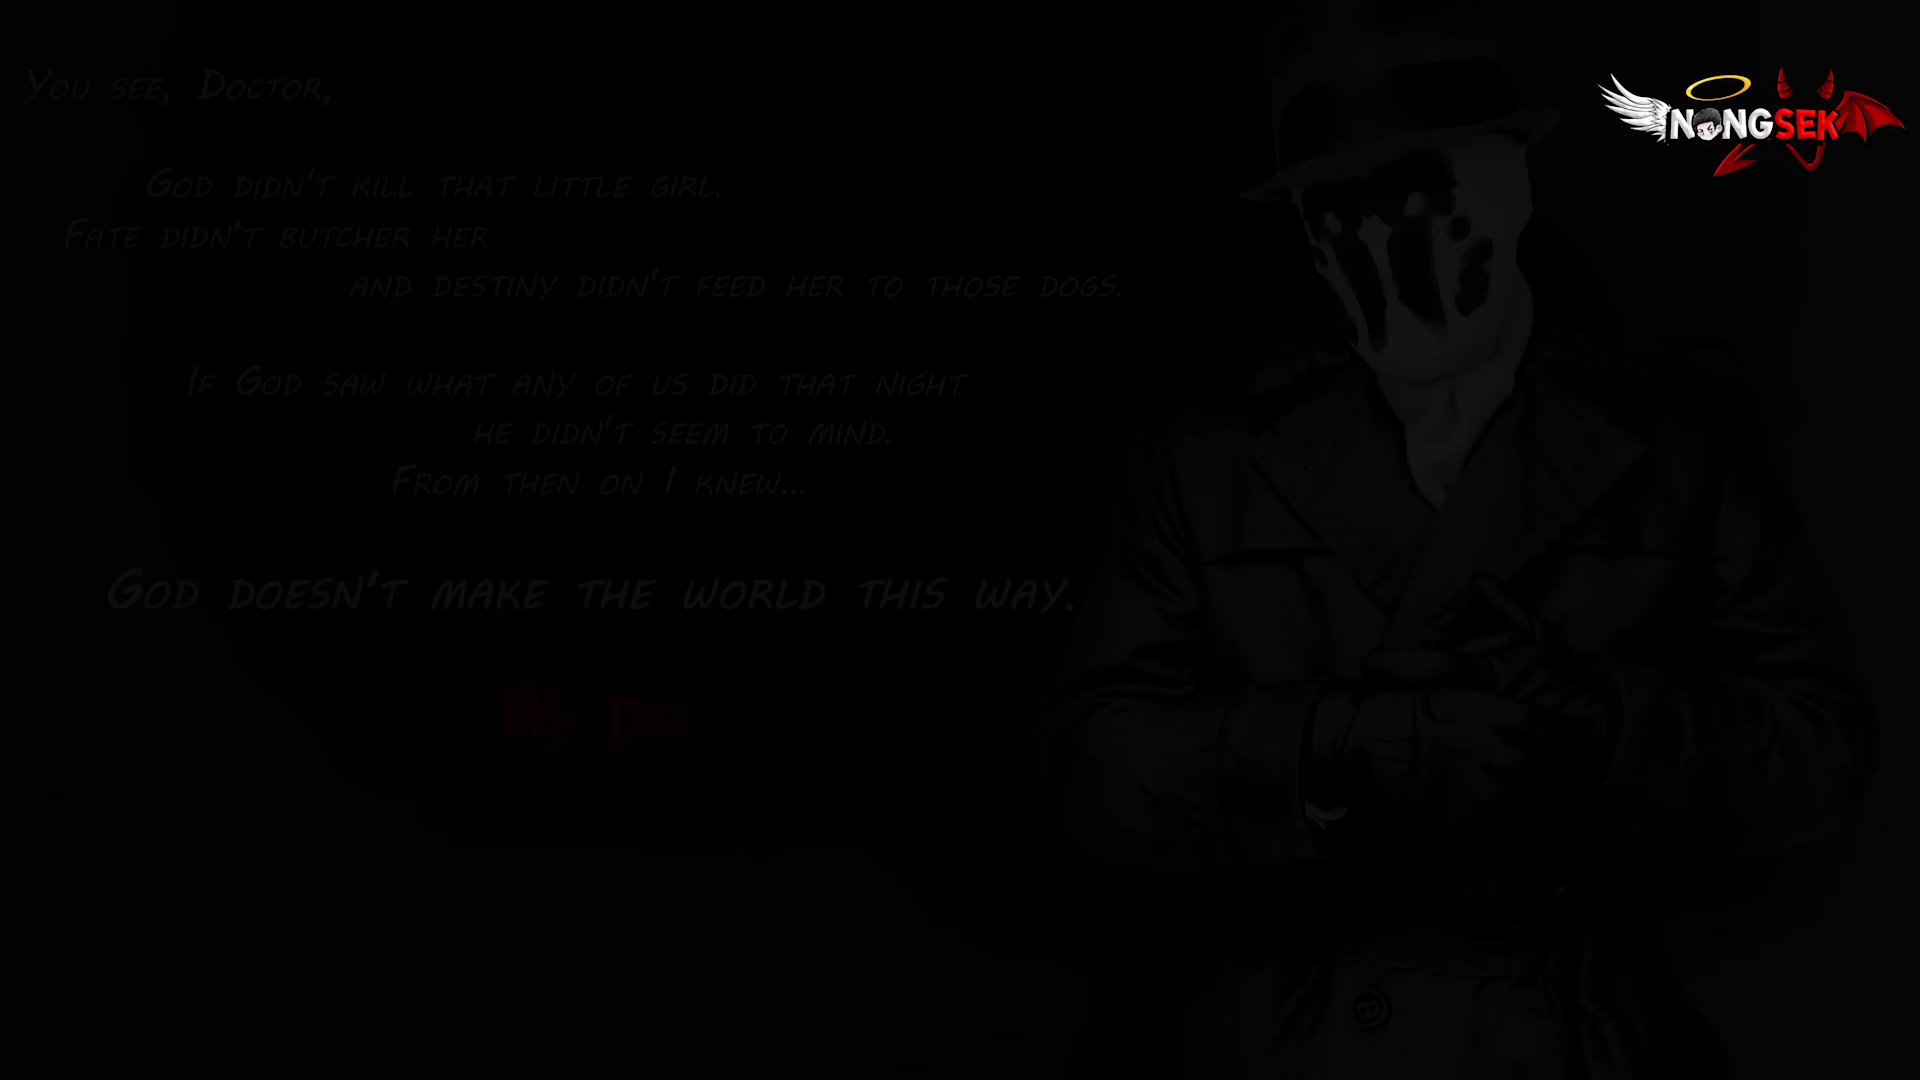 You see, Doctor,
NONGSEK
God didn't kill that little girl.
Fate didn't butcher her
and destiny didn't feed her to those dogs.
If God saw what any of us did that night
he didn't seem to mind.
From then on I knew...
God doesn't make the world this way.
We Do.